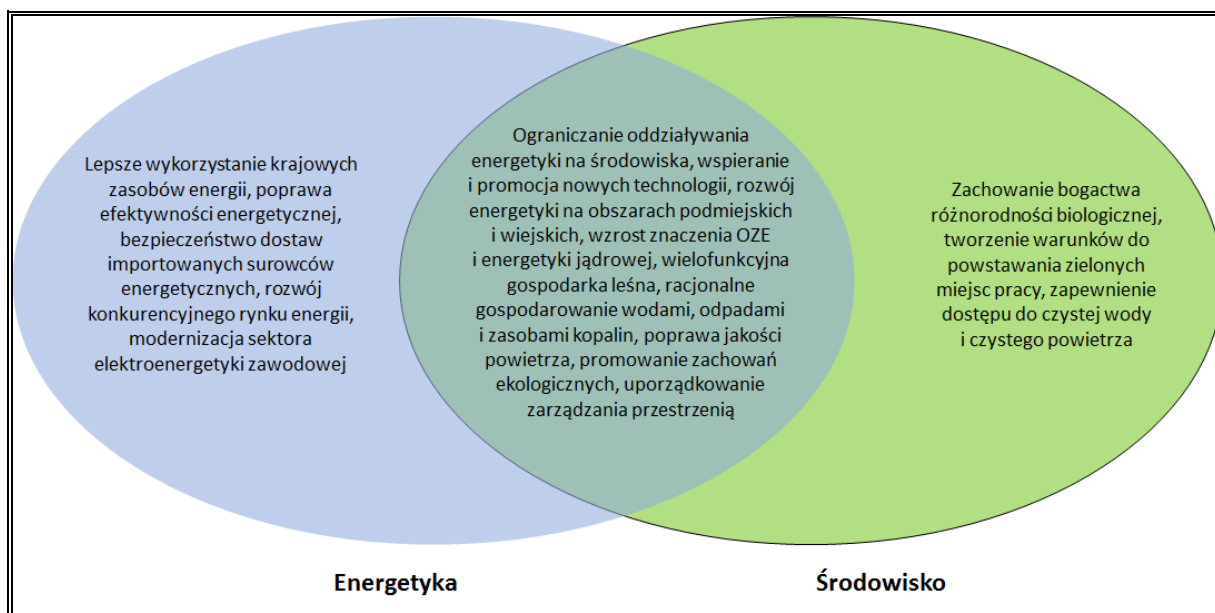 Lepsze wykorzystanie krajowych
zasobów energii, poprawa
efektywności energetycznej,
bezpieczeństwo dostaw
importowanych surowców
energetycznych, rozwój
konkurencyjnego rynku energii,
modernizacja sektora
elektroenergetyki zawodowej
Ograniczanie oddziaływania
energetyki na środowiska, wspieranie
i promocja nowych technologii, rozwój
energetyki na obszarach podmiejskich
i wiejskich, wzrost znaczenia OZE
i energetyki jądrowej, wielofunkcyjna
gospodarka leśna, racjonalne
gospodarowanie wodami, odpadami
i zasobami kopalin, poprawa jakości
powietrza, promowanie zachowań
ekologicznych, uporządkowanie
zarządzania przestrzenią
Zachowanie bogactwa
różnorodności biologicznej,
tworzenie warunków do
powstawania zielonych
miejsc pracy, zapewnienie
dostępu do czystej wody
i czystego powietrza
Energetyka
Środowisko